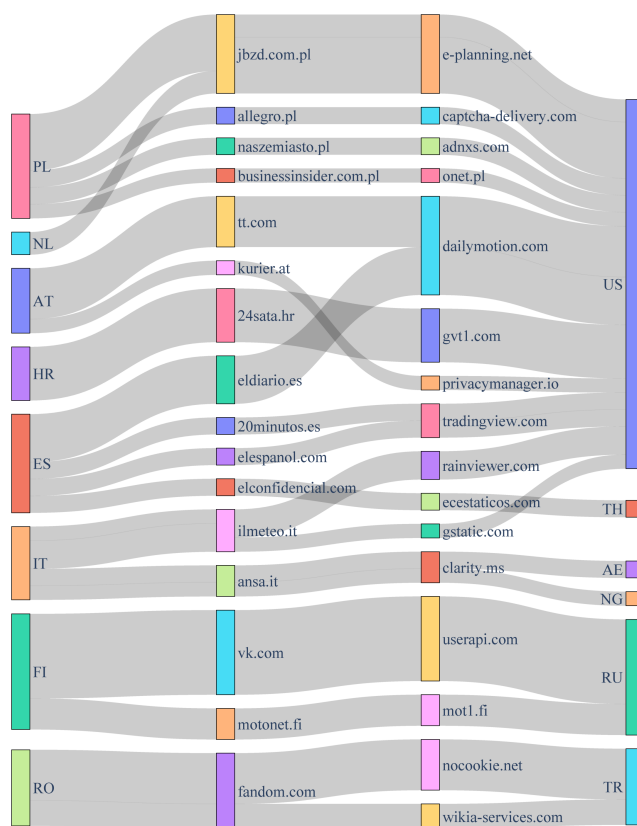 jbzd.com.pl
e-planning.net
allegro.pl
captcha-delivery.com
naszemiasto.pl
adnxs.com
PL
businessinsider.com.pl
onet.pl
tt.com
dailymotion.com
NL
kurier.at
US
AT
24sata.hr
gvt1.com
HR
eldiario.es
privacymanager.io
20minutos.es
tradingview.com
ES
elespanol.com
rainviewer.com
elconfidencial.com
ecestaticos.com
TH
ilmeteo.it
gstatic.com
IT
ansa.it
clarity.ms
AE
NG
vk.com
userapi.com
FI
RU
motonet.fi
mot1.fi
nocookie.net
RO
fandom.com
TR
wikia-services.com